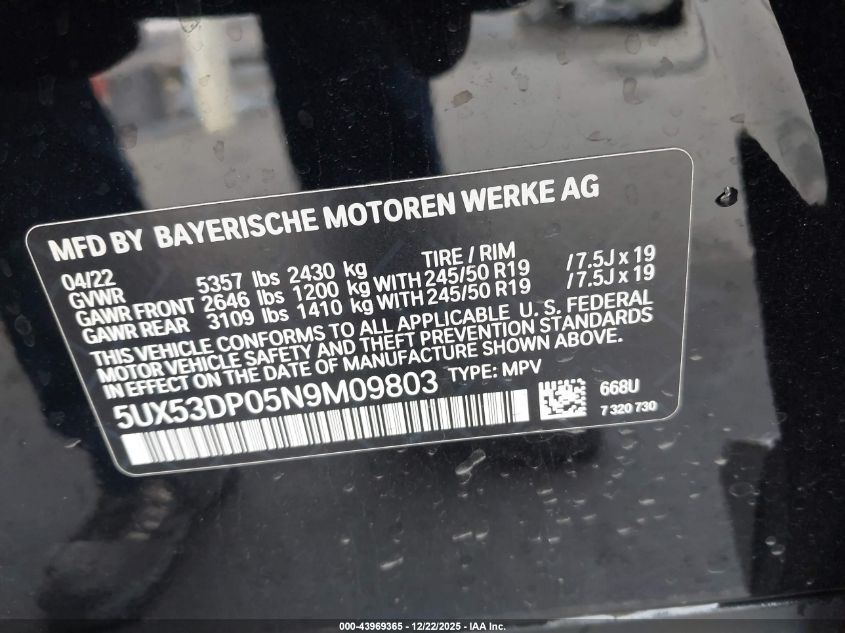 MFD BY BAYERISCHE MOTOREN WERKE AG
04/22 TIRE / RIM
GVWR 5357 lbs 2430 kg
GAWR FRONT 2646 lbs 1200 kg WITH 245/50 R19 /7.5J x 19
GAWR REAR 3109 lbs 1410 kg WITH 245/50 R19 /7.5J x 19
THIS VEHICLE CONFORMS TO ALL APPLICABLE U. S. FEDERAL
MOTOR VEHICLE SAFETY AND THEFT PREVENTION STANDARDS
IN EFFECT ON THE DATE OF MANUFACTURE SHOWN ABOVE.
5UX53DP05N9M09803 TYPE: MPV
668U
7 320 730
000-43969365 - 12/22/2025 - IAA Inc.